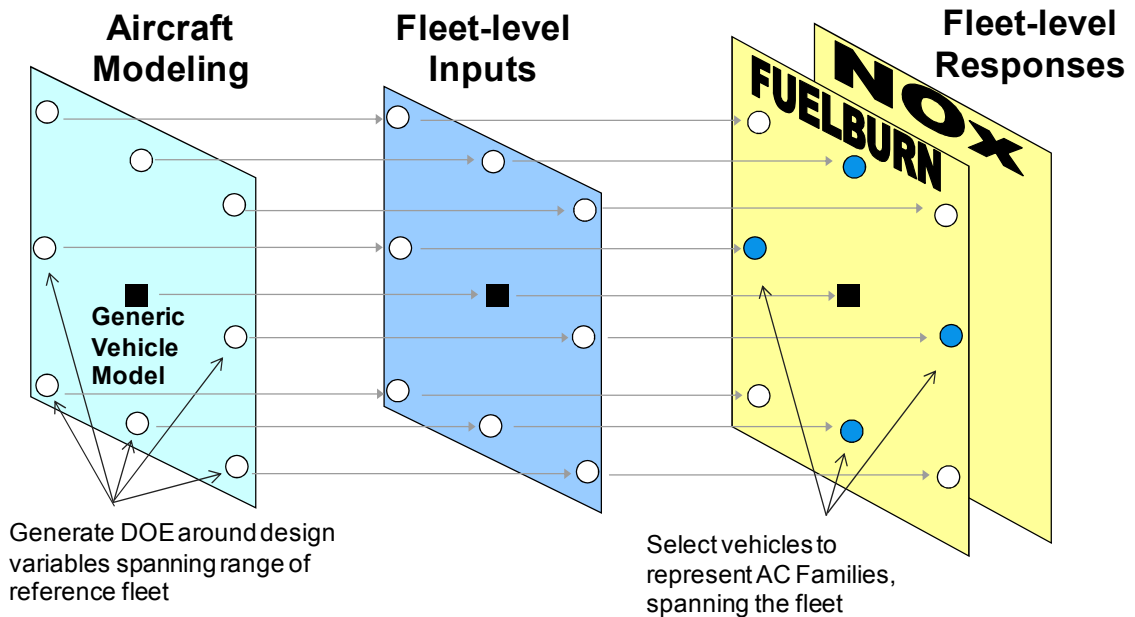 Aircraft
Modeling
Fleet-level
Inputs
Fleet-level
Responses
NOx
FUELBURN
Generic
Vehicle
Model
Generate DOE around design
variables spanning range of
reference fleet
Select vehicles to
represent AC Families,
spanning the fleet